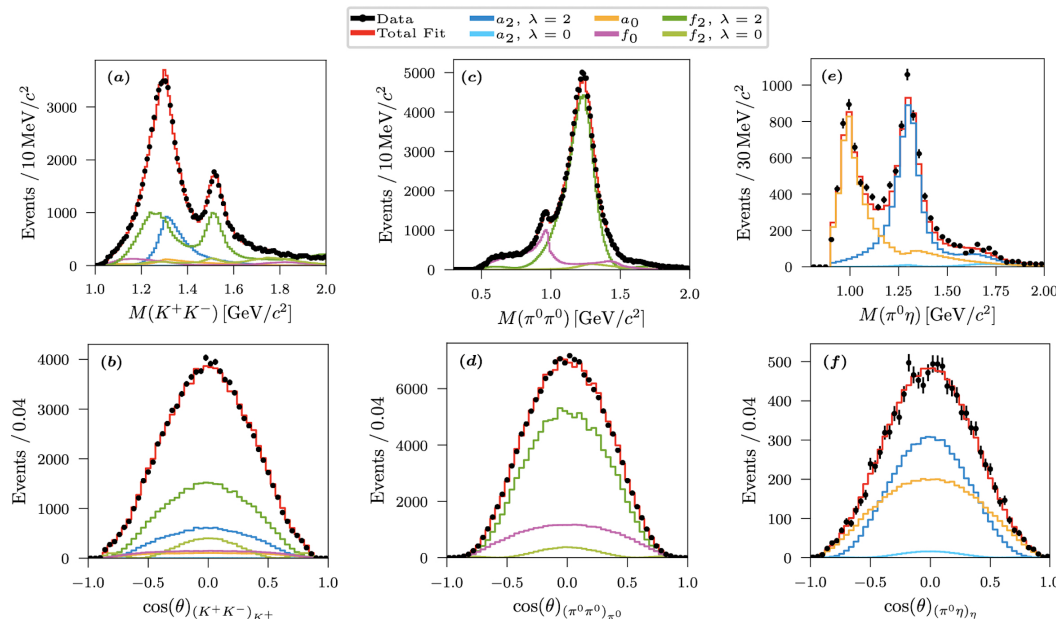 Data a₂, λ = 2 a₀ f₂, λ = 2
Total Fit a₂, λ = 0 f₀ f₂, λ = 0
(a)
Events / 10 MeV/c²
3000
2000
1000
0
1.0 1.2 1.4 1.6 1.8 2.0
M(K⁺K⁻) [GeV/c²]
(c)
Events / 10 MeV/c²
5000
4000
3000
2000
1000
0
0.5 1.0 1.5 2.0
M(π⁰π⁰) [GeV/c²]
(e)
Events / 30 MeV/c²
1000
800
600
400
200
0
1.00 1.25 1.50 1.75 2.00
M(π⁰η) [GeV/c²]
(b)
Events / 0.04
4000
3000
2000
1000
0
−1.0 −0.5 0.0 0.5 1.0
cos(θ)(K⁺K⁻)K⁺
(d)
Events / 0.04
6000
4000
2000
0
−1.0 −0.5 0.0 0.5 1.0
cos(θ)(π⁰π⁰)π⁰
(f)
Events / 0.04
500
400
300
200
100
0
−1.0 −0.5 0.0 0.5 1.0
cos(θ)(π⁰η)η